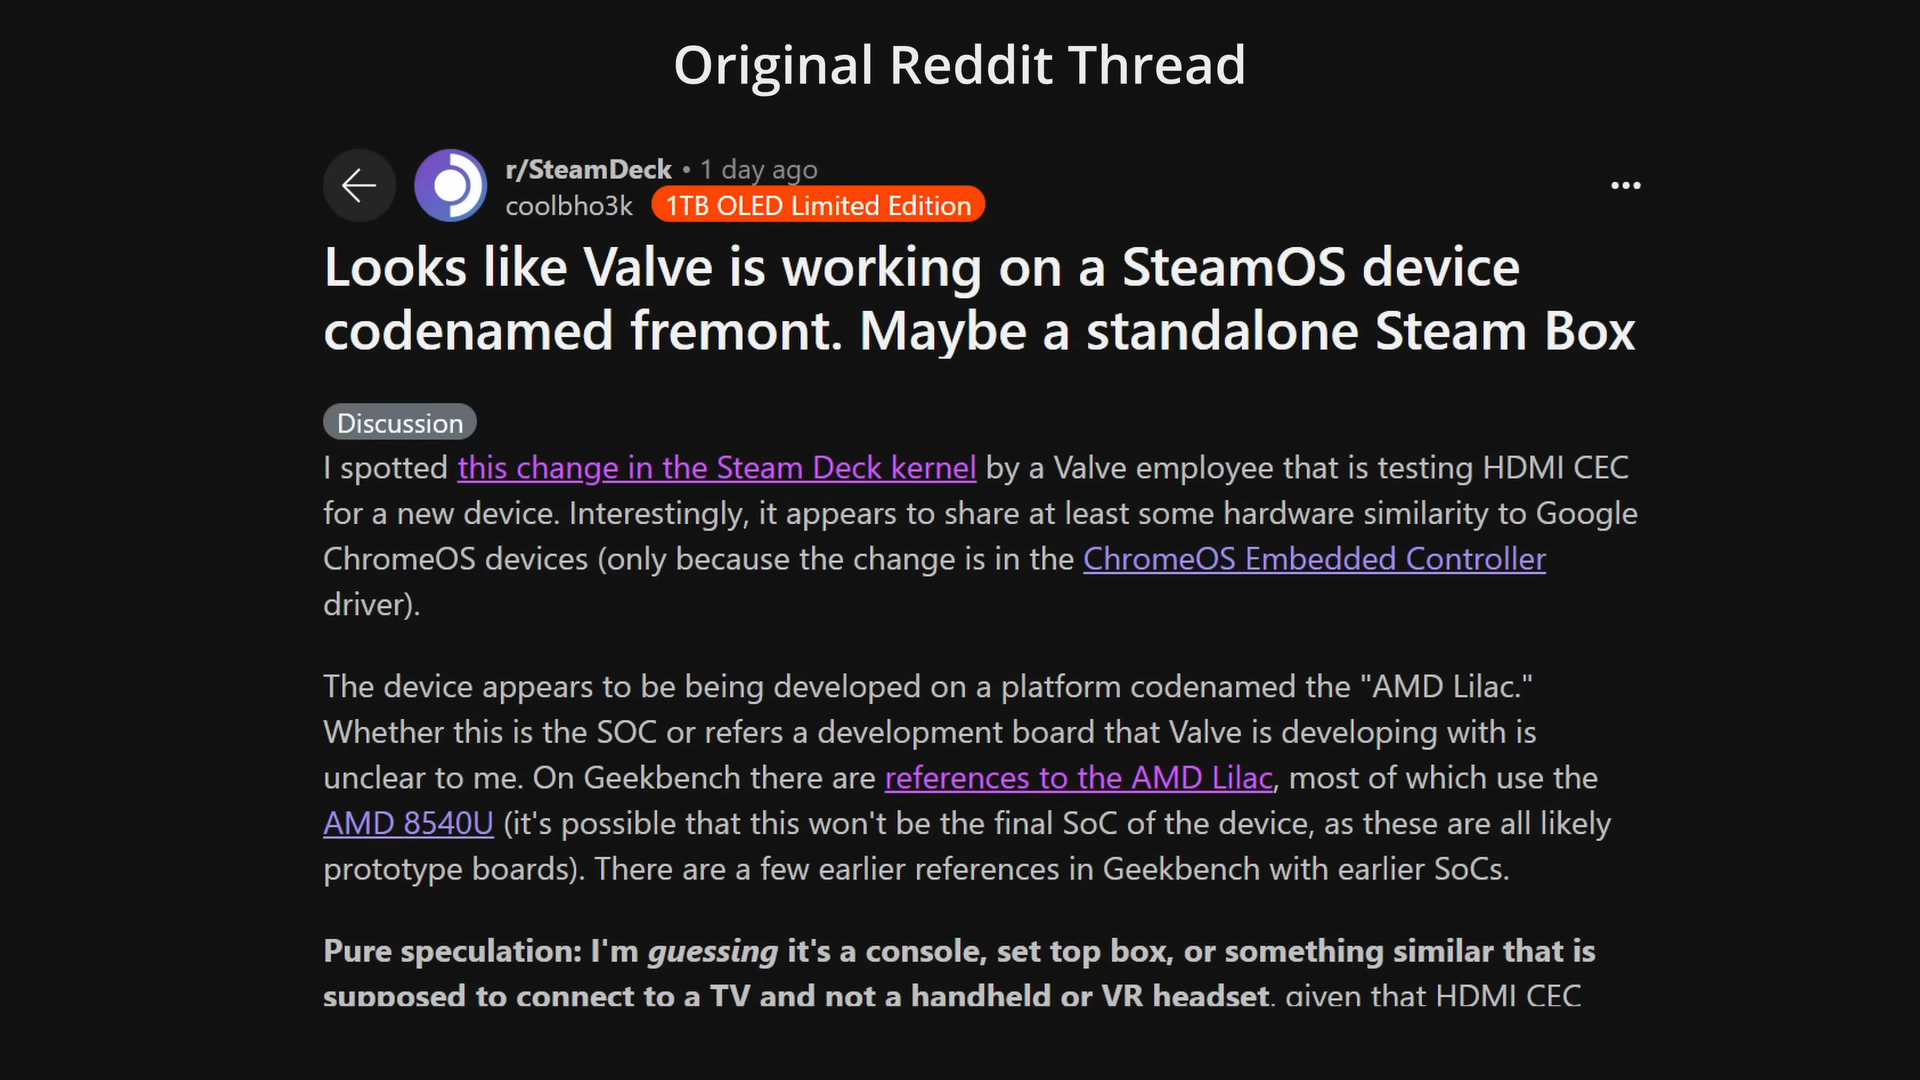 Original Reddit Thread
r/SteamDeck • 1 day ago
coolbho3k 1TB OLED Limited Edition
Looks like Valve is working on a SteamOS device
codenamed fremont. Maybe a standalone Steam Box
Discussion
I spotted this change in the Steam Deck kernel by a Valve employee that is testing HDMI CEC
for a new device. Interestingly, it appears to share at least some hardware similarity to Google
ChromeOS devices (only because the change is in the ChromeOS Embedded Controller
driver).
The device appears to be being developed on a platform codenamed the "AMD Lilac."
Whether this is the SOC or refers a development board that Valve is developing with is
unclear to me. On Geekbench there are references to the AMD Lilac, most of which use the
AMD 8540U (it's possible that this won't be the final SoC of the device, as these are all likely
prototype boards). There are a few earlier references in Geekbench with earlier SoCs.
Pure speculation: I'm guessing it's a console, set top box, or something similar that is
supposed to connect to a TV and not a handheld or VR headset, given that HDMI CEC